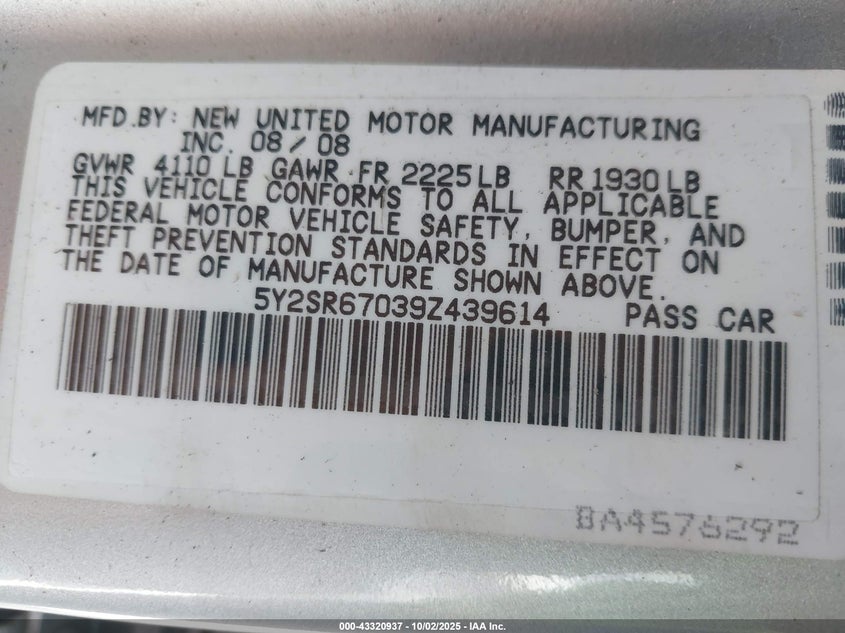 MFD.BY: NEW UNITED MOTOR MANUFACTURING
INC. 08/08
GVWR 4110 LB GAWR FR 2225 LB RR 1930 LB
THIS VEHICLE CONFORMS TO ALL APPLICABLE
FEDERAL MOTOR VEHICLE SAFETY, BUMPER, AND
THEFT PREVENTION STANDARDS IN EFFECT ON
THE DATE OF MANUFACTURE SHOWN ABOVE.
5Y2SR67039Z439614 PASS CAR
BA4576292
000-43320937 - 10/02/2025 - IAA Inc.